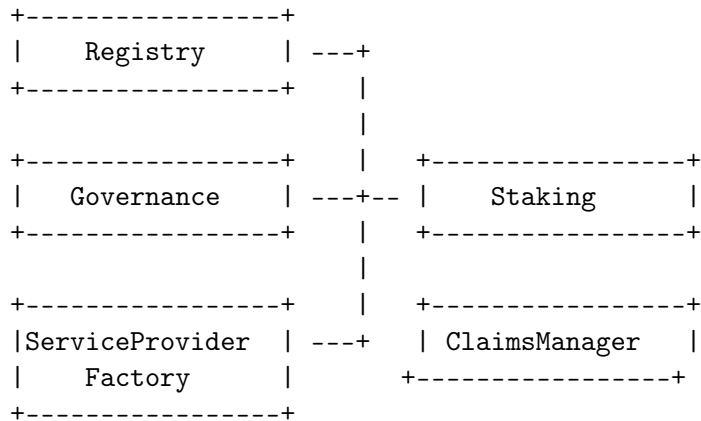 +-----------------+
|    Registry     | ---+
+-----------------+    |
                       |
+-----------------+    |   +-----------------+
|   Governance    | ---+-- |    Staking      |
+-----------------+    |   +-----------------+
                       |
+-----------------+    |   +-----------------+
|ServiceProvider  | ---+   | ClaimsManager   |
|    Factory      |       +-----------------+
+-----------------+